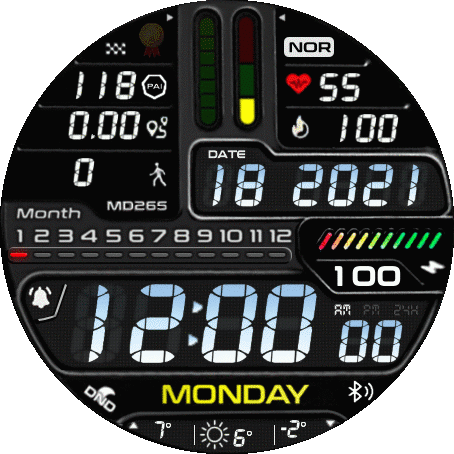 NOR
118 PAI 55
0.00 100
0 DATE
MD265 18 2021
Month
1 2 3 4 5 6 7 8 9 10 11 12
100
AM PM 24H
12:00 00
DND MONDAY
7° 6° -2°